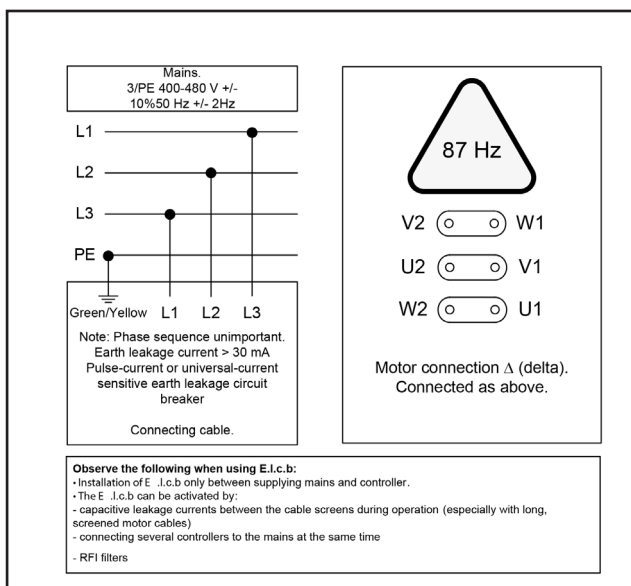 Mains.
3/PE 400-480 V +/-
10%50 Hz +/- 2Hz
L1
L2
L3
PE
Green/Yellow L1 L2 L3
Note: Phase sequence unimportant.
Earth leakage current > 30 mA
Pulse-current or universal-current
sensitive earth leakage circuit
breaker
Connecting cable.
87 Hz
V2 W1
U2 V1
W2 U1
Motor connection Δ (delta).
Connected as above.
Observe the following when using E.l.c.b:
• Installation of E .l.c.b only between supplying mains and controller.
• The E .l.c.b can be activated by:
- capacitive leakage currents between the cable screens during operation (especially with long,
screened motor cables)
- connecting several controllers to the mains at the same time
- RFI filters